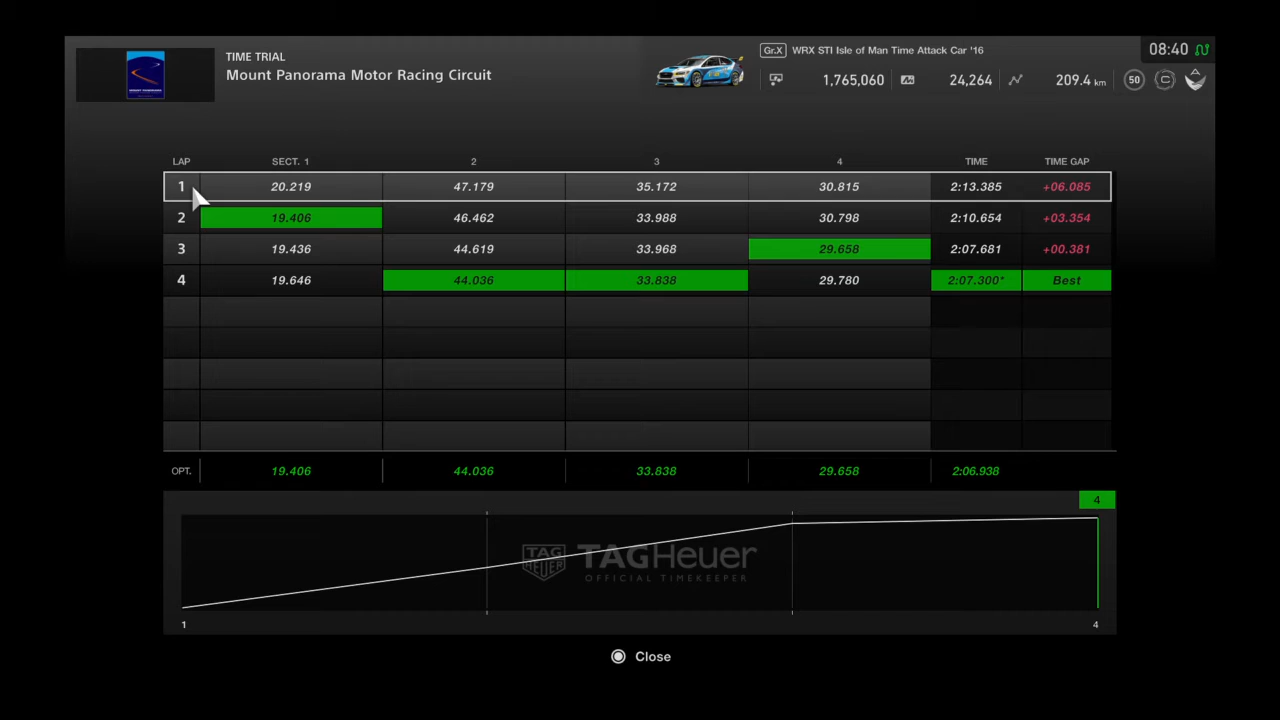 TIME TRIAL
Mount Panorama Motor Racing Circuit
MOUNT PANORAMA
Gr.X WRX STI Isle of Man Time Attack Car '16
1,765,060 24,264 209.4 km 50 C
08:40
LAP SECT. 1 2 3 4 TIME TIME GAP
1 20.219 47.179 35.172 30.815 2:13.385 +06.085
2 19.406 46.462 33.988 30.798 2:10.654 +03.354
3 19.436 44.619 33.968 29.658 2:07.681 +00.381
4 19.646 44.036 33.838 29.780 2:07.300* Best
OPT. 19.406 44.036 33.838 29.658 2:06.938
4
TAG HEUER TAGHeuer
OFFICIAL TIMEKEEPER
1 4
Close